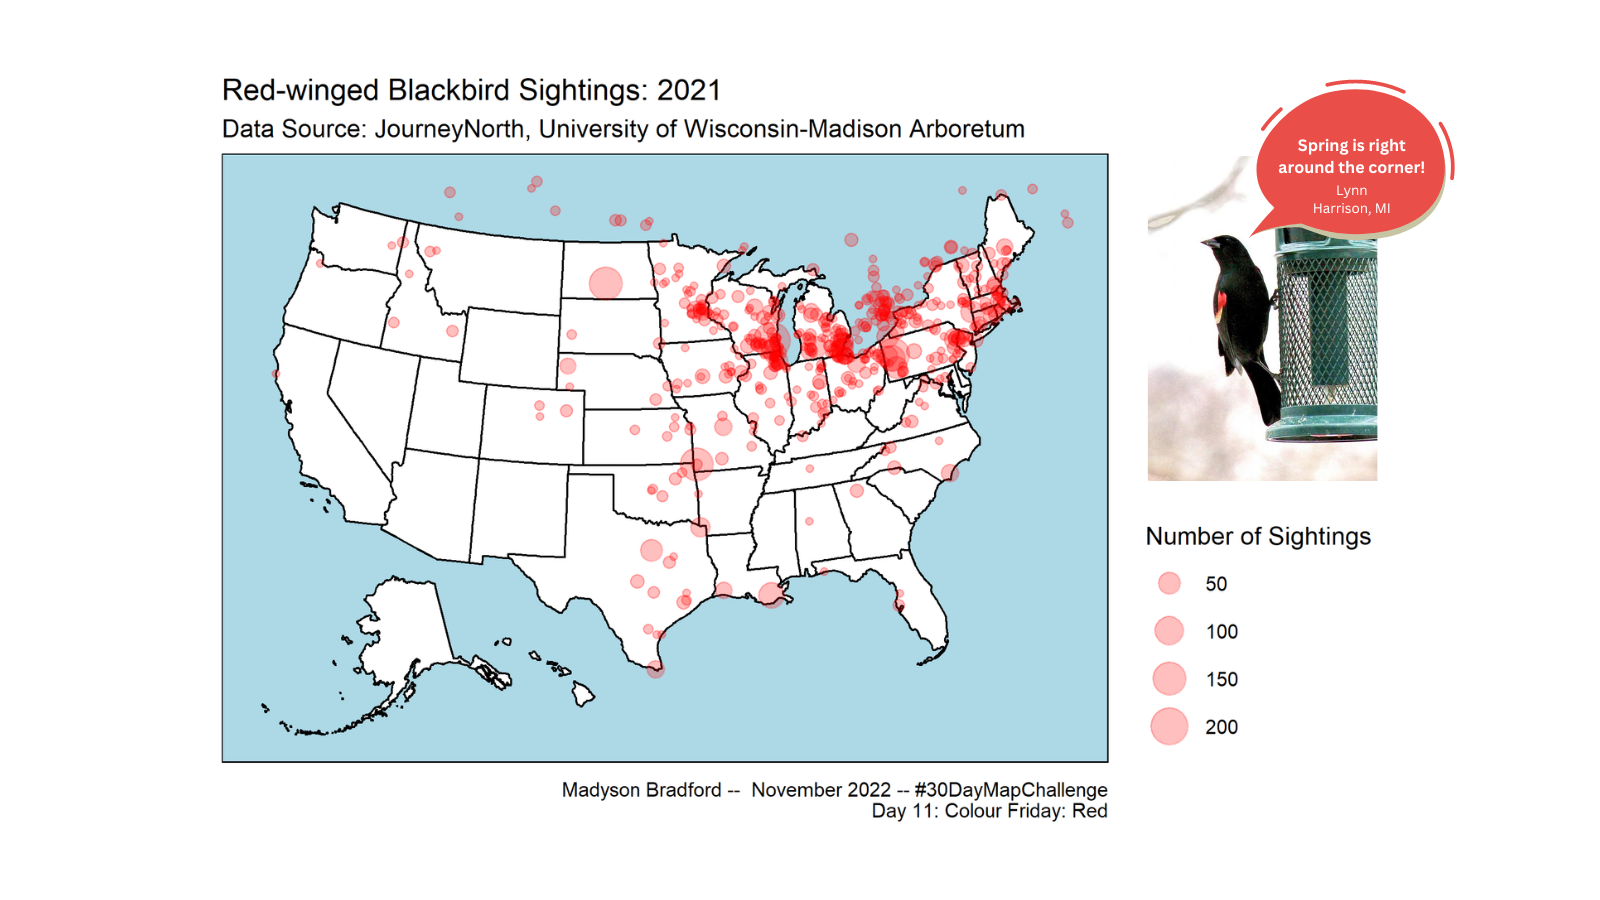 Red-winged Blackbird Sightings: 2021
Data Source: JourneyNorth, University of Wisconsin-Madison Arboretum
Spring is right
around the corner!
Lynn
Harrison, MI
Number of Sightings
50
100
150
200
Madyson Bradford --  November 2022 -- #30DayMapChallenge
Day 11: Colour Friday: Red